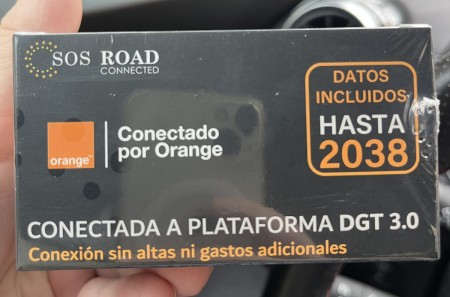 SOS ROAD
CONNECTED
DATOS
INCLUIDOS
HASTA
2038
orange™
Conectado
por Orange
CONECTADA A PLATAFORMA DGT 3.0
Conexión sin altas ni gastos adicionales